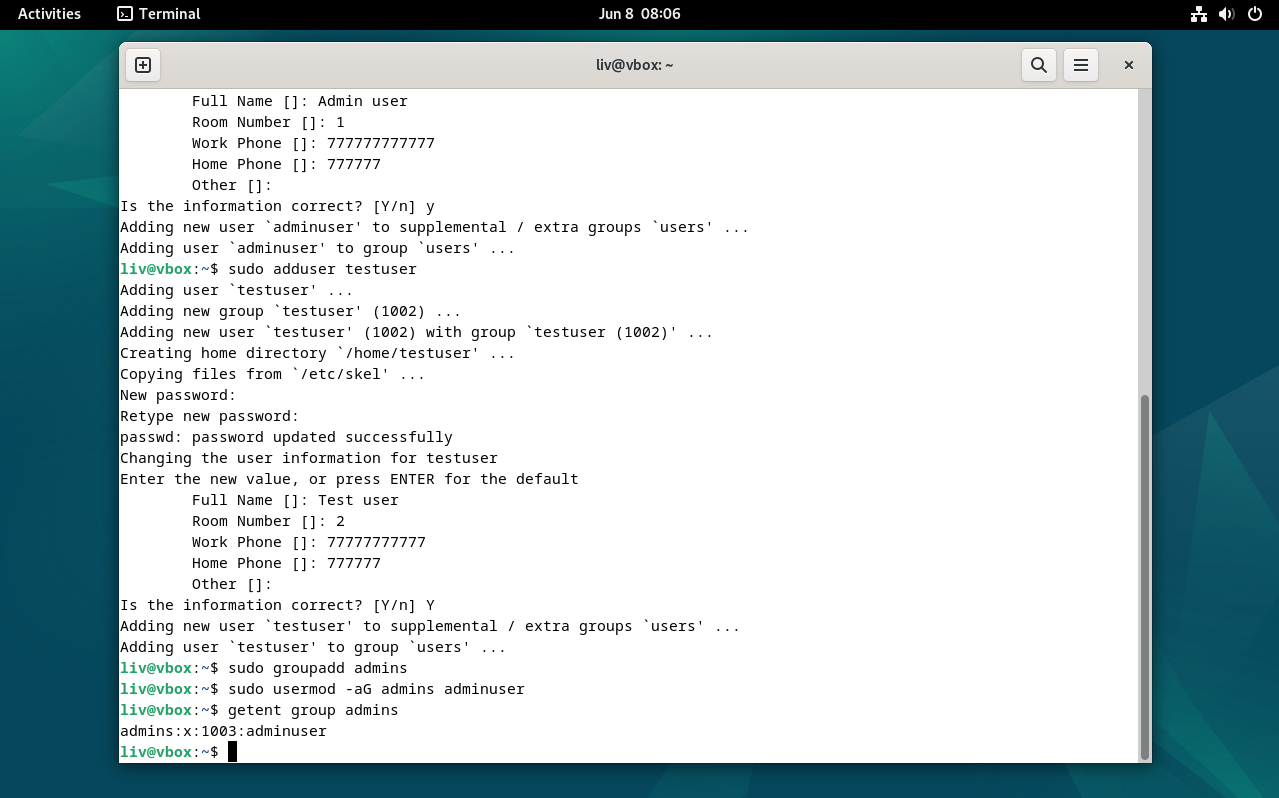 Activities Terminal Jun 8 08:06
liv@vbox: ~
Full Name []: Admin user
Room Number []: 1
Work Phone []: 777777777777
Home Phone []: 777777
Other []:
Is the information correct? [Y/n] y
Adding new user `adminuser' to supplemental / extra groups `users' ...
Adding user `adminuser' to group `users' ...
liv@vbox:~$ sudo adduser testuser
Adding user `testuser' ...
Adding new group `testuser' (1002) ...
Adding new user `testuser' (1002) with group `testuser (1002)' ...
Creating home directory `/home/testuser' ...
Copying files from `/etc/skel' ...
New password:
Retype new password:
passwd: password updated successfully
Changing the user information for testuser
Enter the new value, or press ENTER for the default
Full Name []: Test user
Room Number []: 2
Work Phone []: 77777777777
Home Phone []: 777777
Other []:
Is the information correct? [Y/n] Y
Adding new user `testuser' to supplemental / extra groups `users' ...
Adding user `testuser' to group `users' ...
liv@vbox:~$ sudo groupadd admins
liv@vbox:~$ sudo usermod -aG admins adminuser
liv@vbox:~$ getent group admins
admins:x:1003:adminuser
liv@vbox:~$